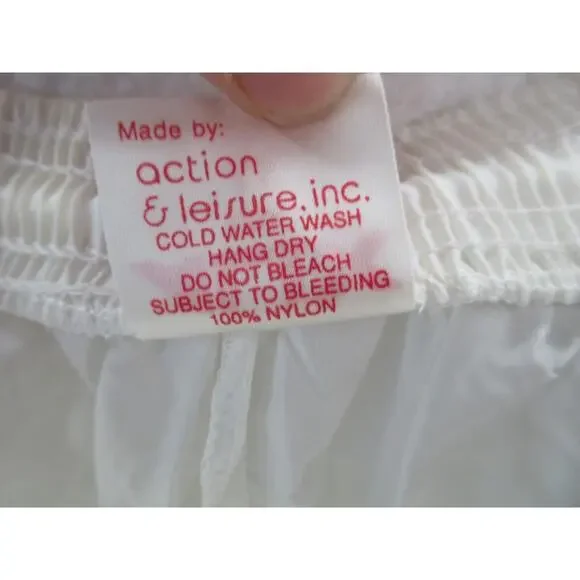 Made by:
action
& leisure, inc.
COLD WATER WASH
HANG DRY
DO NOT BLEACH
SUBJECT TO BLEEDING
100% NYLON